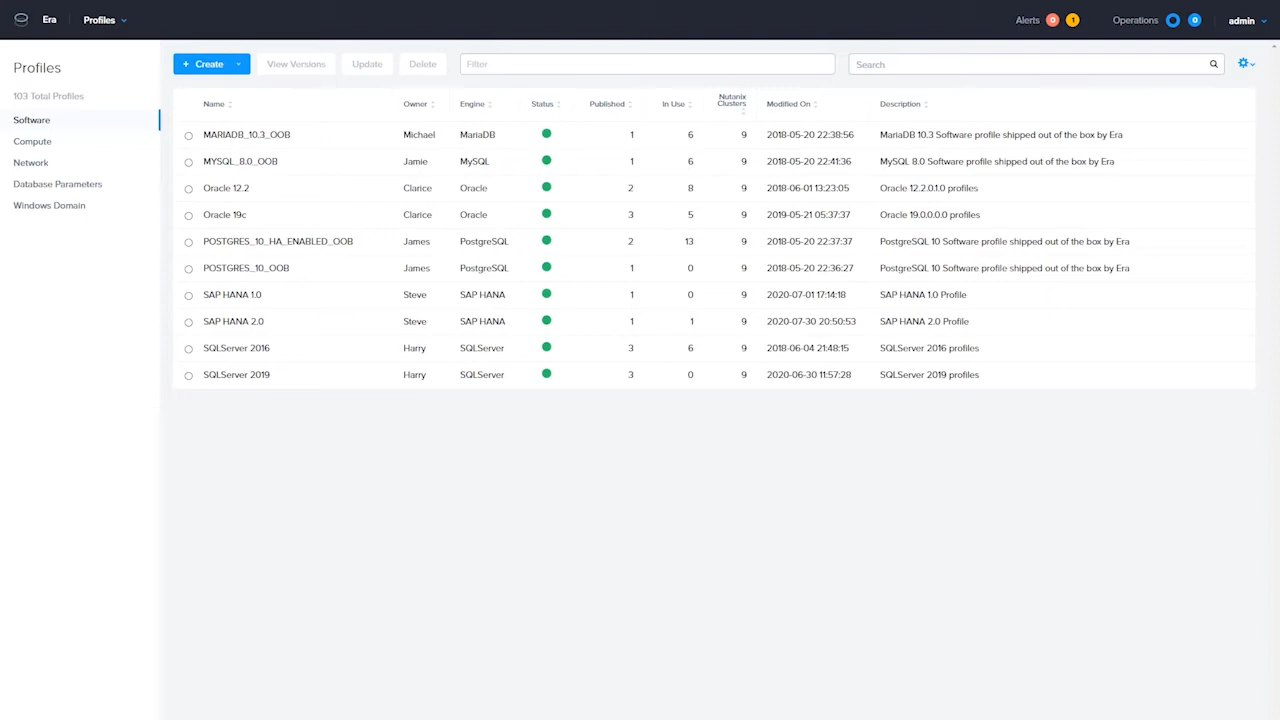 Era Profiles Alerts 0 1 Operations 0 admin
Profiles
103 Total Profiles
Software
Compute
Network
Database Parameters
Windows Domain
+ Create View Versions Update Delete Filter Search
Name Owner Engine Status Published In Use Nutanix Clusters Modified On Description
MARIADB_10.3_OOB Michael MariaDB 1 6 9 2018-05-20 22:38:56 MariaDB 10.3 Software profile shipped out of the box by Era
MYSQL_8.0_OOB Jamie MySQL 1 6 9 2018-05-20 22:41:36 MySQL 8.0 Software profile shipped out of the box by Era
Oracle 12.2 Clarice Oracle 2 8 9 2018-06-01 13:23:05 Oracle 12.2.0.1.0 profiles
Oracle 19c Clarice Oracle 3 5 9 2019-05-21 05:37:37 Oracle 19.0.0.0.0 profiles
POSTGRES_10_HA_ENABLED_OOB James PostgreSQL 2 13 9 2018-05-20 22:37:37 PostgreSQL 10 Software profile shipped out of the box by Era
POSTGRES_10_OOB James PostgreSQL 1 0 9 2018-05-20 22:36:27 PostgreSQL 10 Software profile shipped out of the box by Era
SAP HANA 1.0 Steve SAP HANA 1 0 9 2020-07-01 17:14:18 SAP HANA 1.0 Profile
SAP HANA 2.0 Steve SAP HANA 1 1 9 2020-07-30 20:50:53 SAP HANA 2.0 Profile
SQLServer 2016 Harry SQLServer 3 6 9 2018-06-04 21:48:15 SQLServer 2016 profiles
SQLServer 2019 Harry SQLServer 3 0 9 2020-06-30 11:57:28 SQLServer 2019 profiles